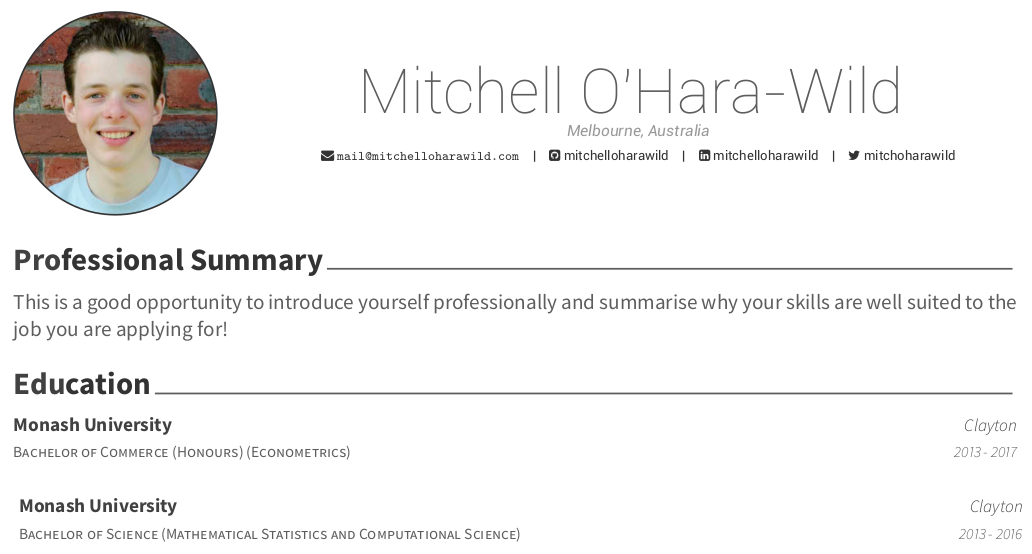 Mitchell O'Hara-Wild
Melbourne, Australia
mail@mitchelloharawild.com | mitchelloharawild | mitchelloharawild | mitchoharawild
Professional Summary
This is a good opportunity to introduce yourself professionally and summarise why your skills are well suited to the
job you are applying for!
Education
Monash University Clayton
Bachelor of Commerce (Honours) (Econometrics) 2013 - 2017
Monash University Clayton
Bachelor of Science (Mathematical Statistics and Computational Science) 2013 - 2016